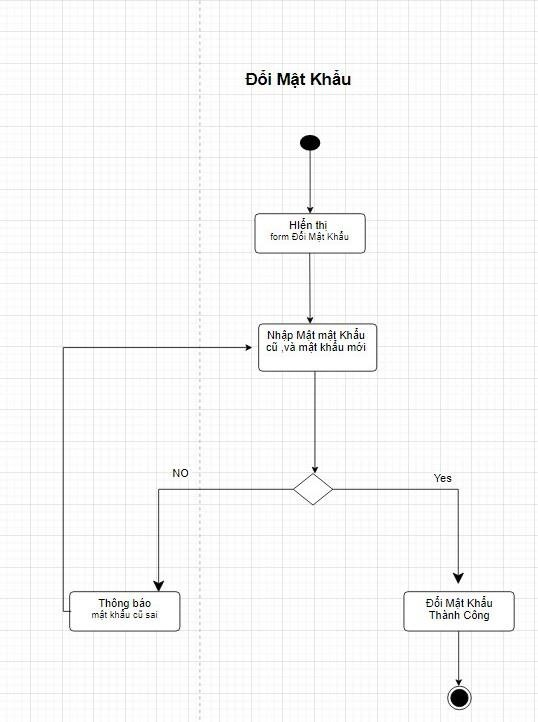 Đổi Mật Khẩu
HIển thị
form Đổi Mật Khẩu
Nhập Mât mật Khẩu
cũ ,và mật khẩu mới
NO
Yes
Thông báo
mật khẩu cũ sai
Đổi Mật Khẩu
Thành Công